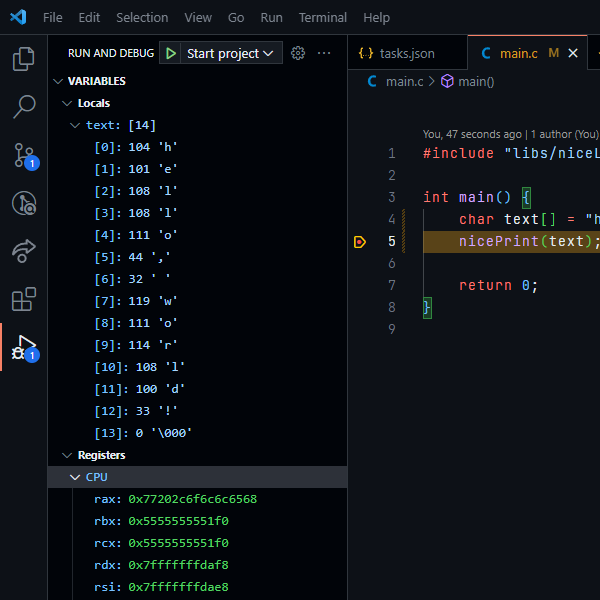 File Edit Selection View Go Run Terminal Help
RUN AND DEBUG Start project ...
VARIABLES
Locals
text: [14]
[0]: 104 'h'
[1]: 101 'e'
[2]: 108 'l'
[3]: 108 'l'
[4]: 111 'o'
[5]: 44 ','
[6]: 32 ' '
[7]: 119 'w'
[8]: 111 'o'
[9]: 114 'r'
[10]: 108 'l'
[11]: 100 'd'
[12]: 33 '!'
[13]: 0 '\000'
Registers
CPU
rax: 0x77202c6f6c6c6568
rbx: 0x5555555551f0
rcx: 0x5555555551f0
rdx: 0x7fffffffdaf8
rsi: 0x7fffffffdae8
1
1
{} tasks.json
C main.c M
C main.c > main()
You, 47 seconds ago | 1 author (You)
1 #include "libs/niceL
2
3 int main() {
4 char text[] = "h
5 nicePrint(text);
6
7 return 0;
8 }
9